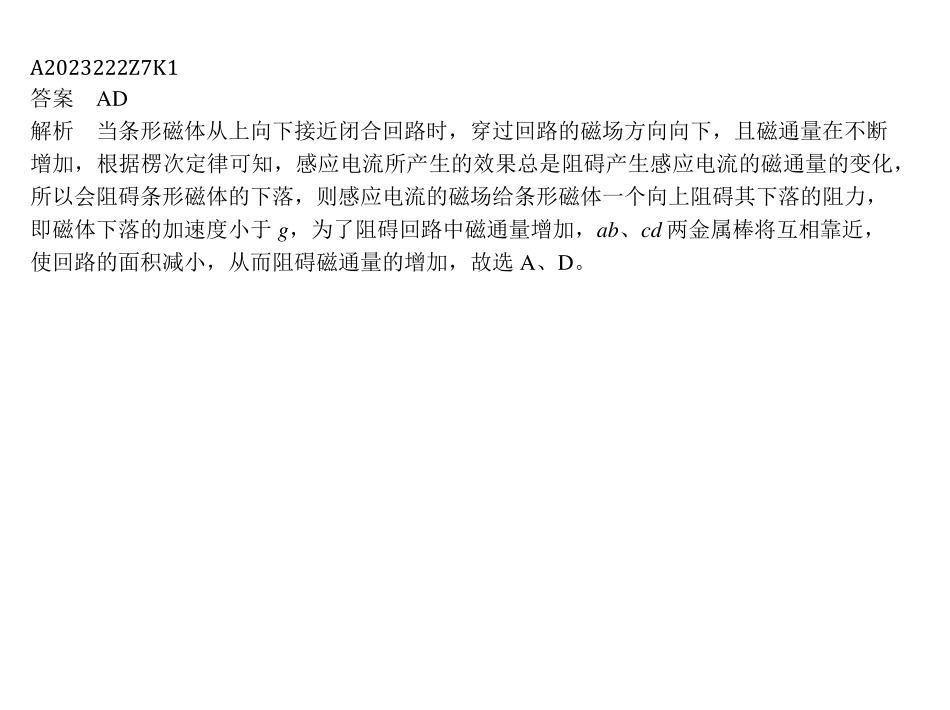 A2023222Z7K1
答案　AD
解析　当条形磁体从上向下接近闭合回路时，穿过回路的磁场方向向下，且磁通量在不断
增加，根据楞次定律可知，感应电流所产生的效果总是阻碍产生感应电流的磁通量的变化，
所以会阻碍条形磁体的下落，则感应电流的磁场给条形磁体一个向上阻碍其下落的阻力，
即磁体下落的加速度小于 g，为了阻碍回路中磁通量增加，ab、cd 两金属棒将互相靠近，
使回路的面积减小，从而阻碍磁通量的增加，故选 A、D。